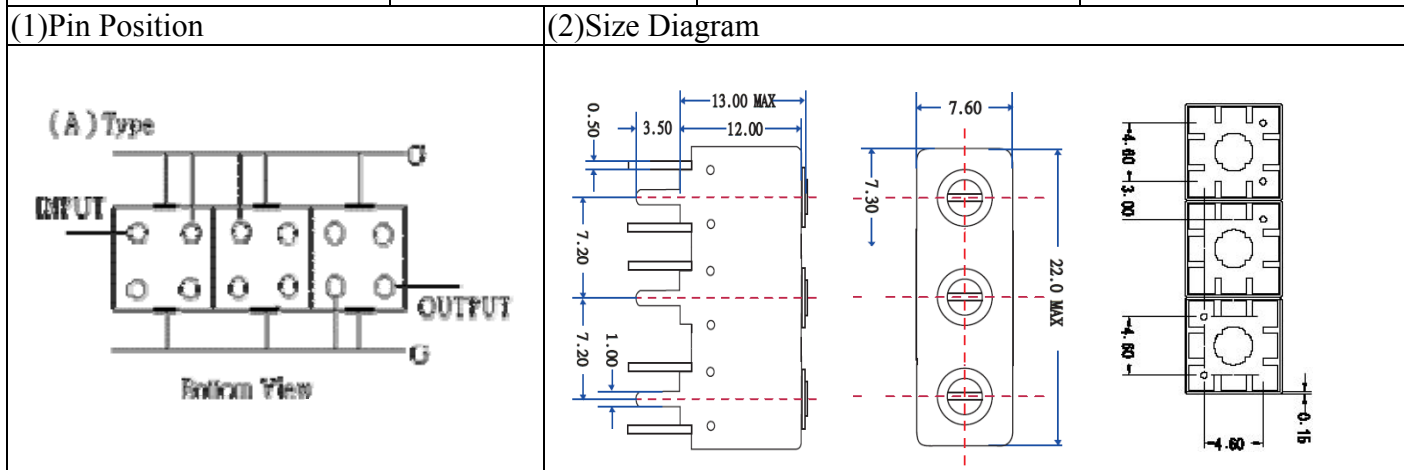 (1)Pin Position
(2)Size Diagram
(A)Type
G
INPUT
OUTPUT
G
Bottom View
13.00 MAX
0.50
3.50
12.00
7.20
7.20
1.00
7.60
7.30
22.0 MAX
4.60
3.00
4.60
0.15
4.60